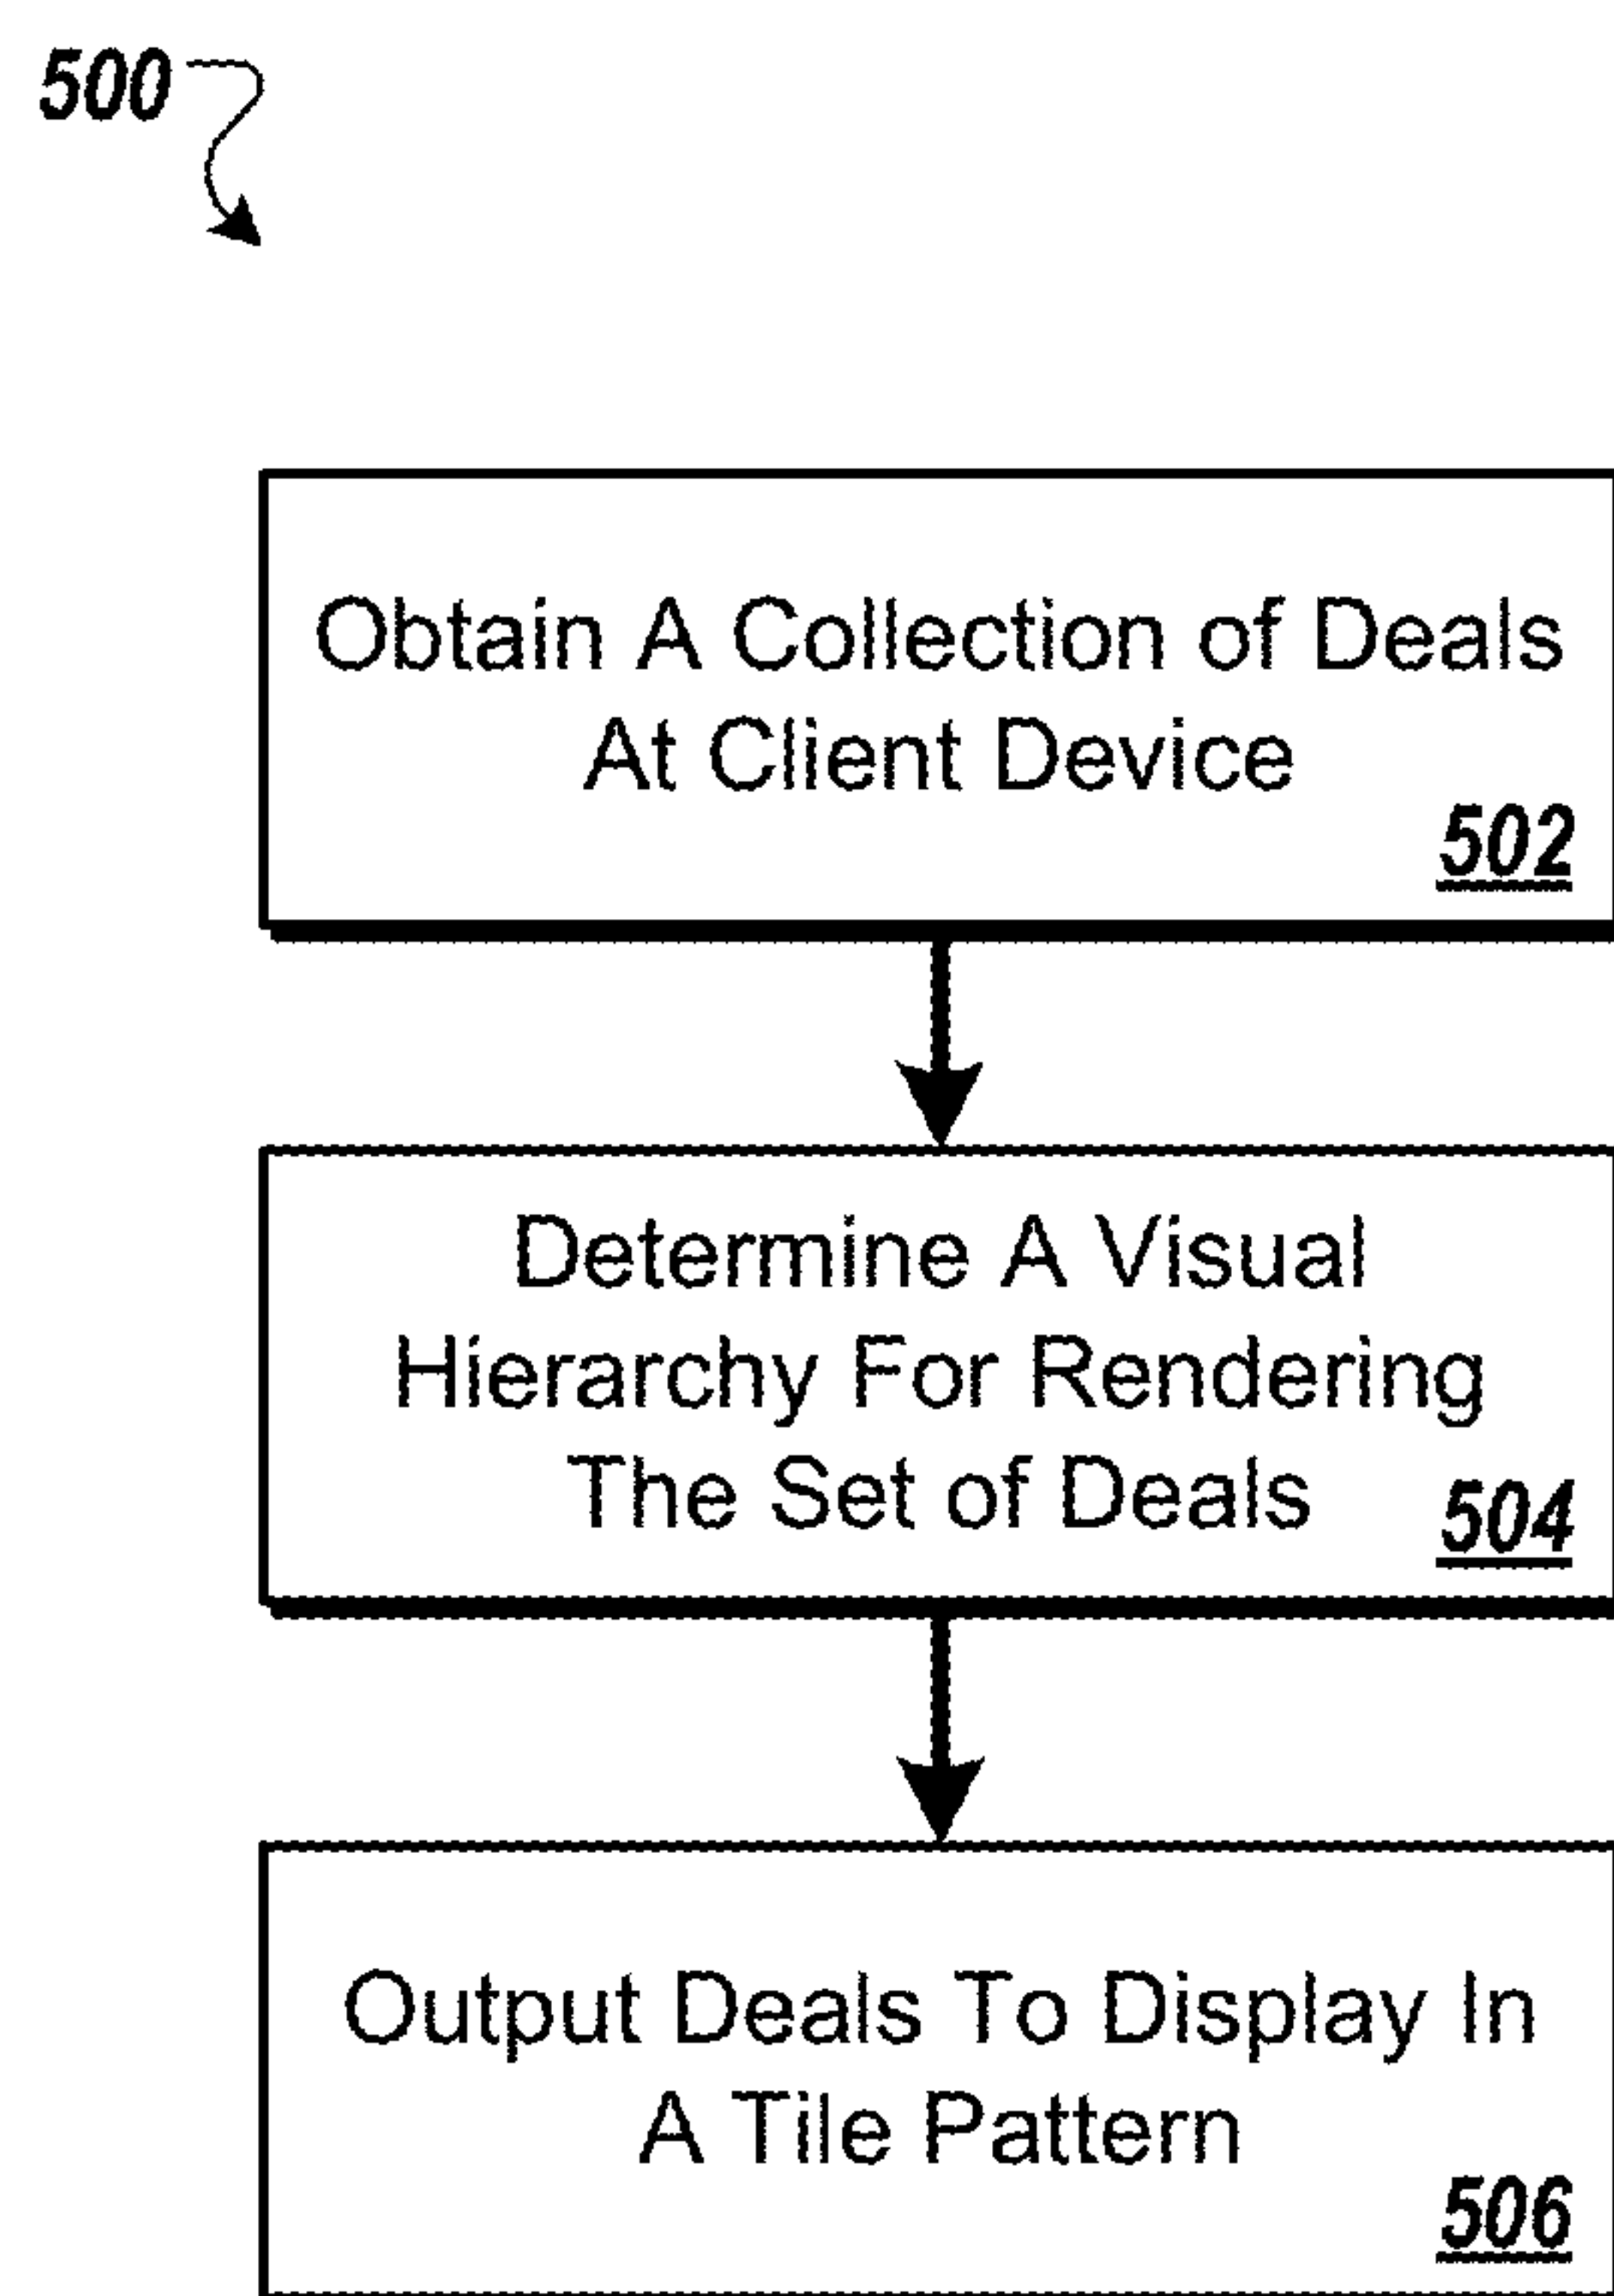 500
Obtain A Collection of Deals
At Client Device
502
Determine A Visual
Hierarchy For Rendering
The Set of Deals
504
Output Deals To Display In
A Tile Pattern
506